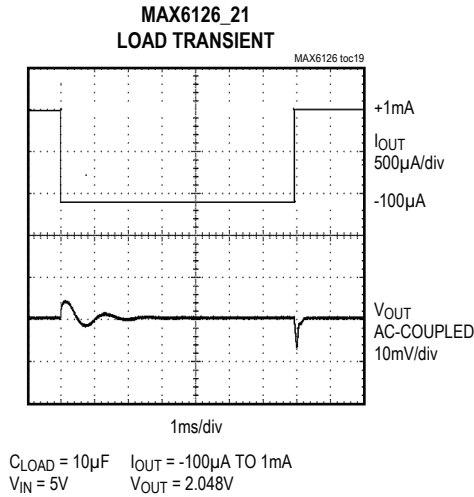 MAX6126_21
LOAD TRANSIENT
MAX6126 toc19
+1mA
IOUT
500µA/div
-100µA
VOUT
AC-COUPLED
10mV/div
1ms/div
CLOAD = 10µF IOUT = -100µA TO 1mA
VIN = 5V VOUT = 2.048V